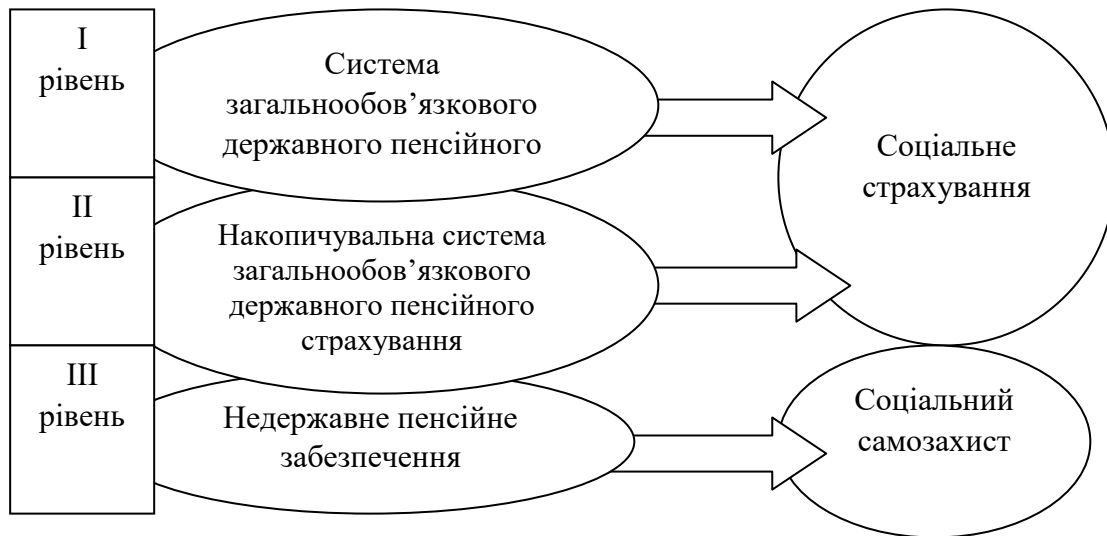 I
рівень
Система
загальнообов’язкового
державного пенсійного
Соціальне
страхування
II
рівень
Накопичувальна система
загальнообов’язкового
державного пенсійного
страхування
III
рівень
Недержавне пенсійне
забезпечення
Соціальний
самозахист